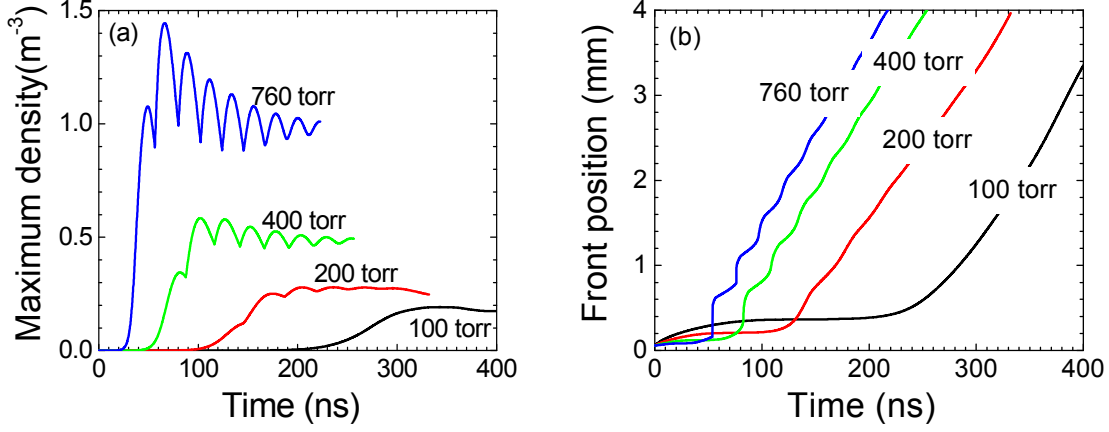 (a)
Maximum density(m⁻³)
1.5
1.0
0.5
0.0
760 torr
400 torr
200 torr
100 torr
0 100 200 300 400
Time (ns)
(b)
Front position (mm)
4
3
2
1
0
400 torr
760 torr
200 torr
100 torr
0 100 200 300 400
Time (ns)